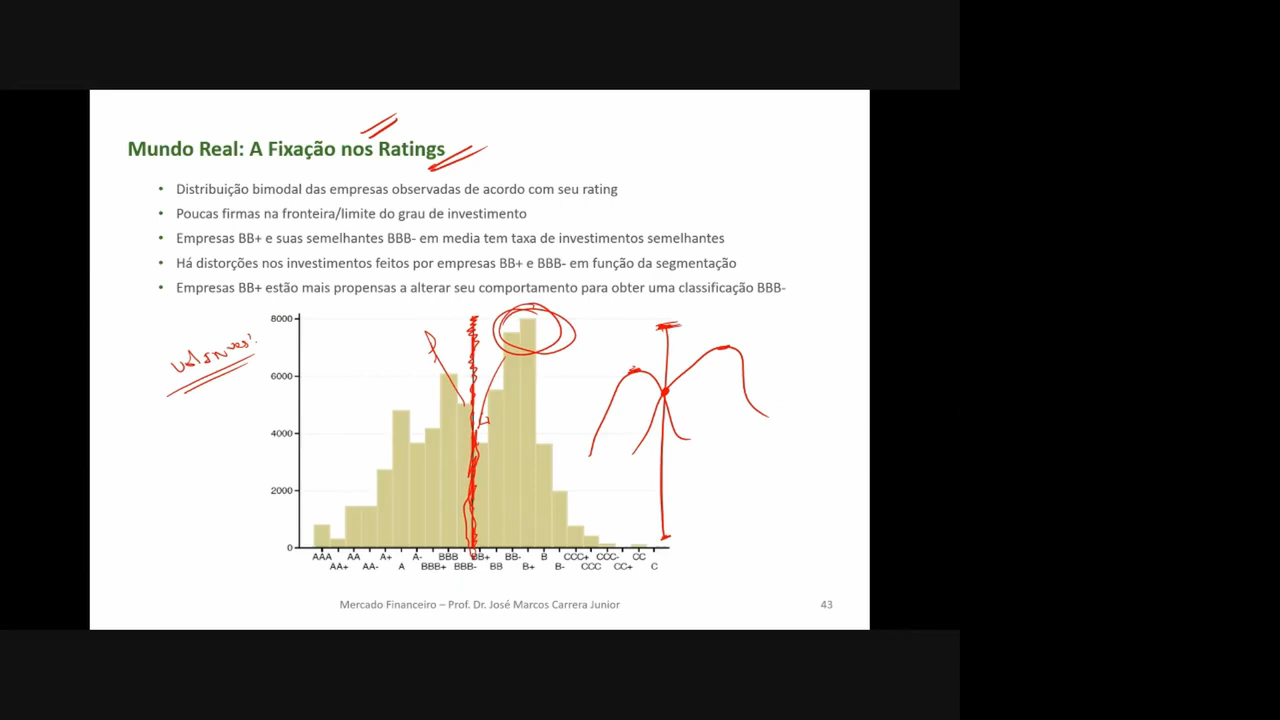 Mundo Real: A Fixação nos Ratings
• Distribuição bimodal das empresas observadas de acordo com seu rating
• Poucas firmas na fronteira/limite do grau de investimento
• Empresas BB+ e suas semelhantes BBB- em media tem taxa de investimentos semelhantes
• Há distorções nos investimentos feitos por empresas BB+ e BBB- em função da segmentação
• Empresas BB+ estão mais propensas a alterar seu comportamento para obter uma classificação BBB-
8000
6000
4000
2000
0
AAA AA A+ A- BBB BB+ BB- B CCC+ CCC- CC
AA+ AA- A BBB+ BBB- BB B+ B- CCC CC+ C
Mercado Financeiro – Prof. Dr. José Marcos Carrera Junior
43